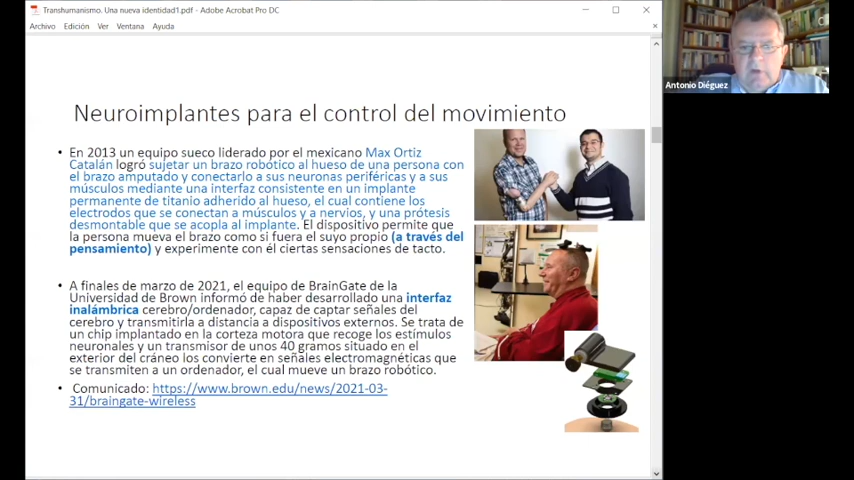 Transhumanismo. Una nueva identidad1.pdf - Adobe Acrobat Pro DC
Archivo Edición Ver Ventana Ayuda
Antonio Diéguez
Neuroimplantes para el control del movimiento
• En 2013 un equipo sueco liderado por el mexicano Max Ortiz
Catalán logró sujetar un brazo robótico al hueso de una persona con
el brazo amputado y conectarlo a sus neuronas periféricas y a sus
músculos mediante una interfaz consistente en un implante
permanente de titanio adherido al hueso, el cual contiene los
electrodos que se conectan a músculos y a nervios, y una prótesis
desmontable que se acopla al implante. El dispositivo permite que
la persona mueva el brazo como si fuera el suyo propio (a través del
pensamiento) y experimente con él ciertas sensaciones de tacto.
• A finales de marzo de 2021, el equipo de BrainGate de la
Universidad de Brown informó de haber desarrollado una interfaz
inalámbrica cerebro/ordenador, capaz de captar señales del
cerebro y transmitirla a distancia a dispositivos externos. Se trata de
un chip implantado en la corteza motora que recoge los estímulos
neuronales y un transmisor de unos 40 gramos situado en el
exterior del cráneo los convierte en señales electromagnéticas que
se transmiten a un ordenador, el cual mueve un brazo robótico.
• Comunicado: https://www.brown.edu/news/2021-03-
31/braingate-wireless